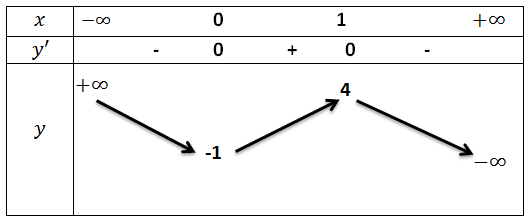 x −∞ 0 1 +∞
y′ - 0 + 0 -
+∞ 4
y -1 −∞